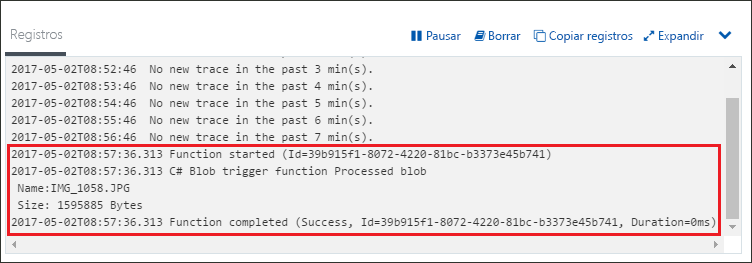 Registros
Pausar
Borrar
Copiar registros
Expandir
2017-05-02T08:52:46  No new trace in the past 3 min(s).
2017-05-02T08:53:46  No new trace in the past 4 min(s).
2017-05-02T08:54:46  No new trace in the past 5 min(s).
2017-05-02T08:55:46  No new trace in the past 6 min(s).
2017-05-02T08:56:46  No new trace in the past 7 min(s).
2017-05-02T08:57:36.313 Function started (Id=39b915f1-8072-4220-81bc-b3373e45b741)
2017-05-02T08:57:36.313 C# Blob trigger function Processed blob
Name:IMG_1058.JPG
Size: 1595885 Bytes
2017-05-02T08:57:36.313 Function completed (Success, Id=39b915f1-8072-4220-81bc-b3373e45b741, Duration=0ms)